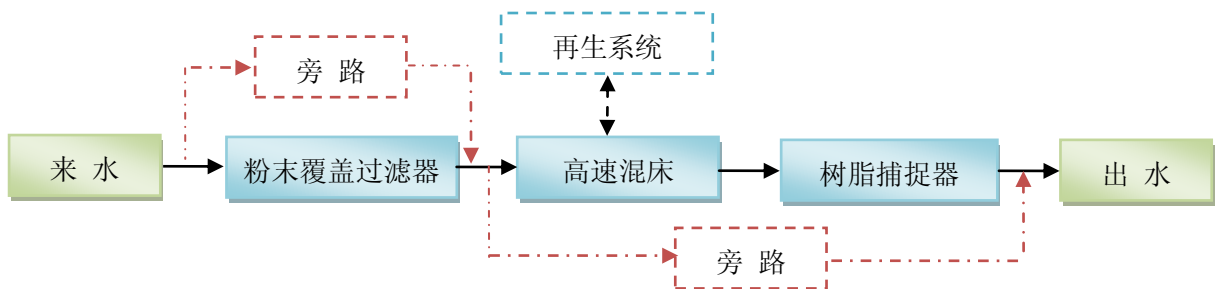 再生系统
旁 路
来 水
粉末覆盖过滤器
高速混床
树脂捕捉器
出 水
旁 路